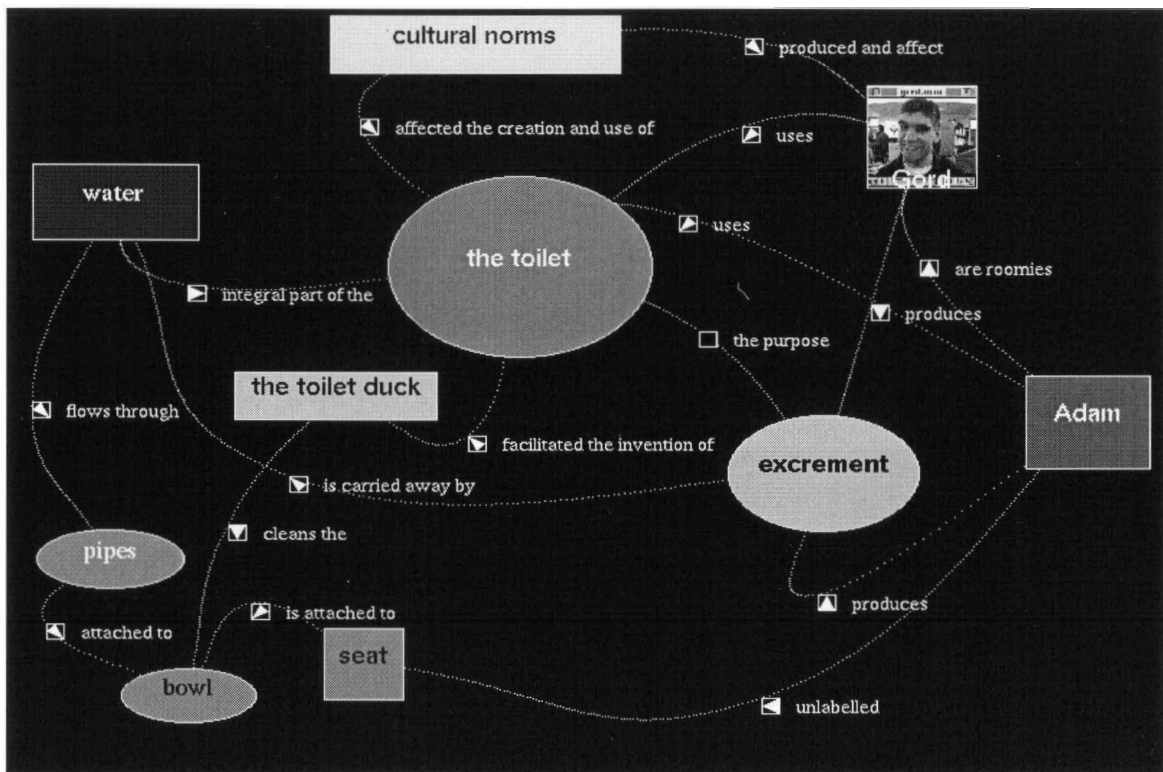 cultural norms
produced and affect
affected the creation and use of
uses
Gord
water
the toilet
uses
are roomies
integral part of the
produces
the purpose
the toilet duck
Adam
flows through
facilitated the invention of
excrement
is carried away by
cleans the
pipes
is attached to
produces
attached to
seat
bowl
unlabelled